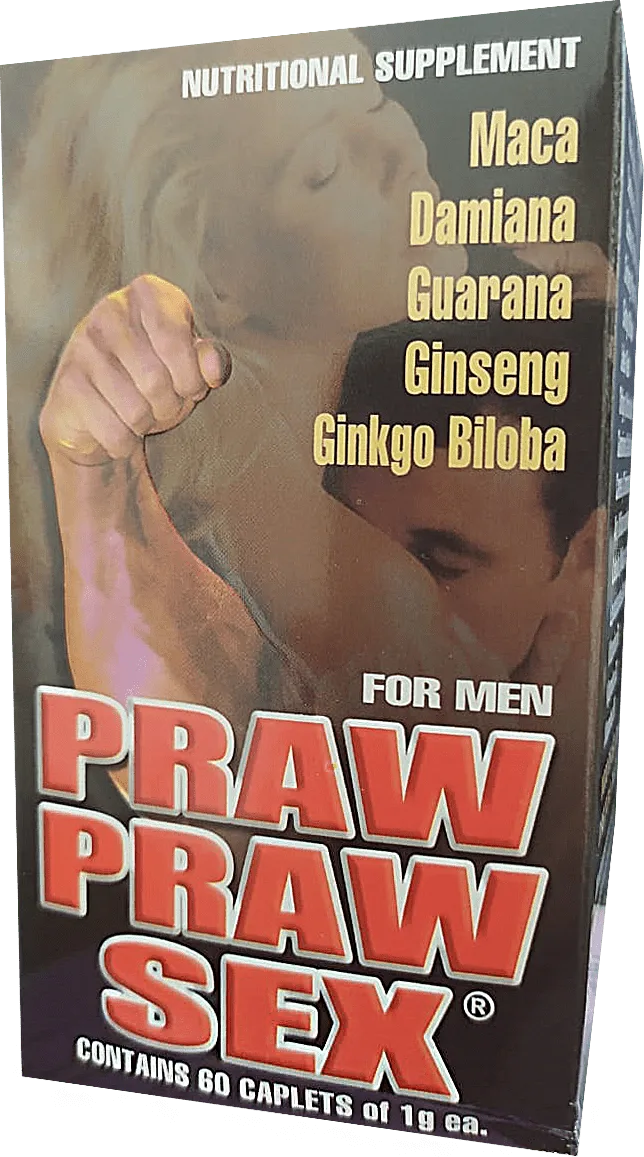 NUTRITIONAL SUPPLEMENT
Maca
Damiana
Guarana
Ginseng
Ginkgo Biloba
FOR MEN
PRAW
PRAW
SEX®
CONTAINS 60 CAPLETS of 1g ea.